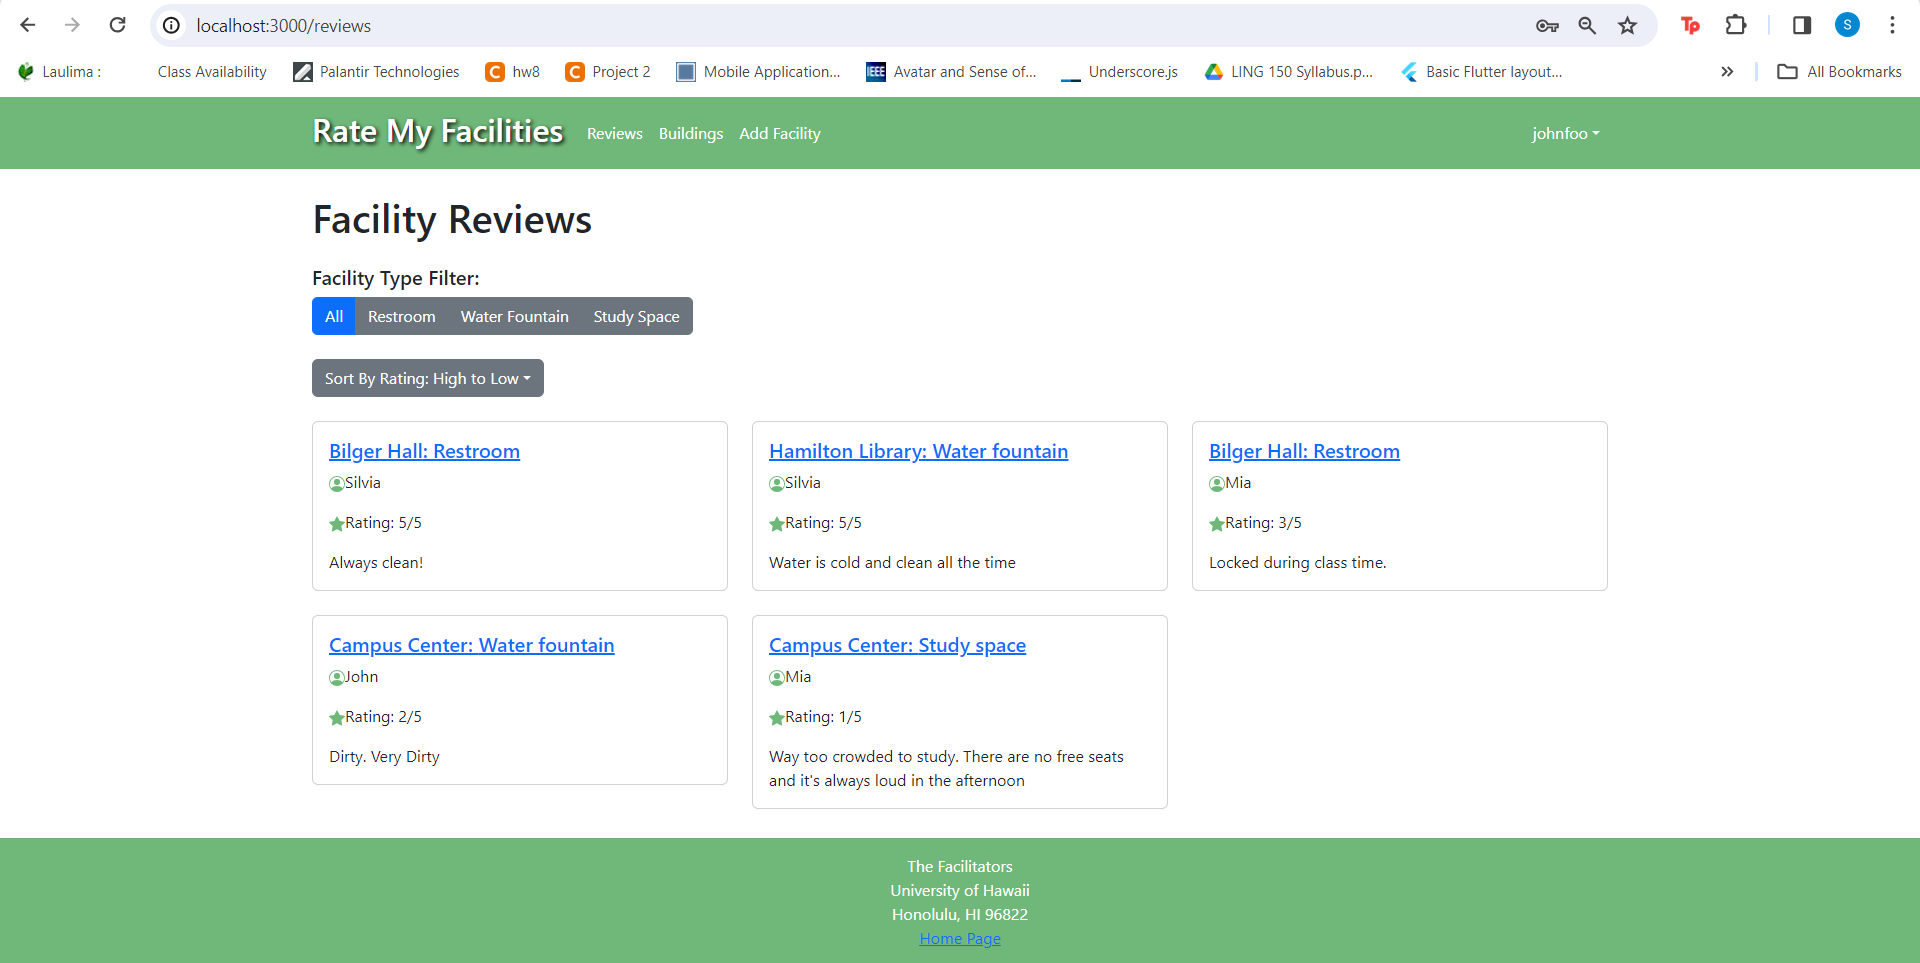 localhost:3000/reviews
Tp
S
Laulima :
Class Availability
Palantir Technologies
C hw8
C Project 2
Mobile Application...
IEEE Avatar and Sense of...
Underscore.js
LING 150 Syllabus.p...
Basic Flutter layout...
»
All Bookmarks
Rate My Facilities
Reviews
Buildings
Add Facility
johnfoo
Facility Reviews
Facility Type Filter:
All
Restroom
Water Fountain
Study Space
Sort By Rating: High to Low
Bilger Hall: Restroom
Silvia
Rating: 5/5
Always clean!
Hamilton Library: Water fountain
Silvia
Rating: 5/5
Water is cold and clean all the time
Bilger Hall: Restroom
Mia
Rating: 3/5
Locked during class time.
Campus Center: Water fountain
John
Rating: 2/5
Dirty. Very Dirty
Campus Center: Study space
Mia
Rating: 1/5
Way too crowded to study. There are no free seats
and it's always loud in the afternoon
The Facilitators
University of Hawaii
Honolulu, HI 96822
Home Page